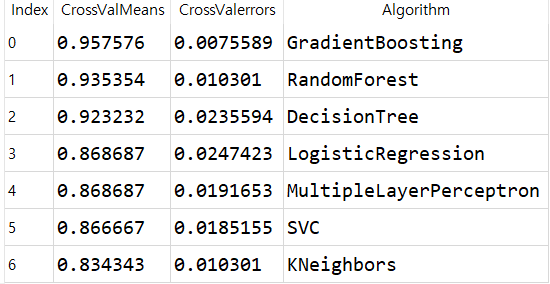 Index CrossValMeans CrossValerrors Algorithm
0 0.957576 0.0075589 GradientBoosting
1 0.935354 0.010301 RandomForest
2 0.923232 0.0235594 DecisionTree
3 0.868687 0.0247423 LogisticRegression
4 0.868687 0.0191653 MultipleLayerPerceptron
5 0.866667 0.0185155 SVC
6 0.834343 0.010301 KNeighbors